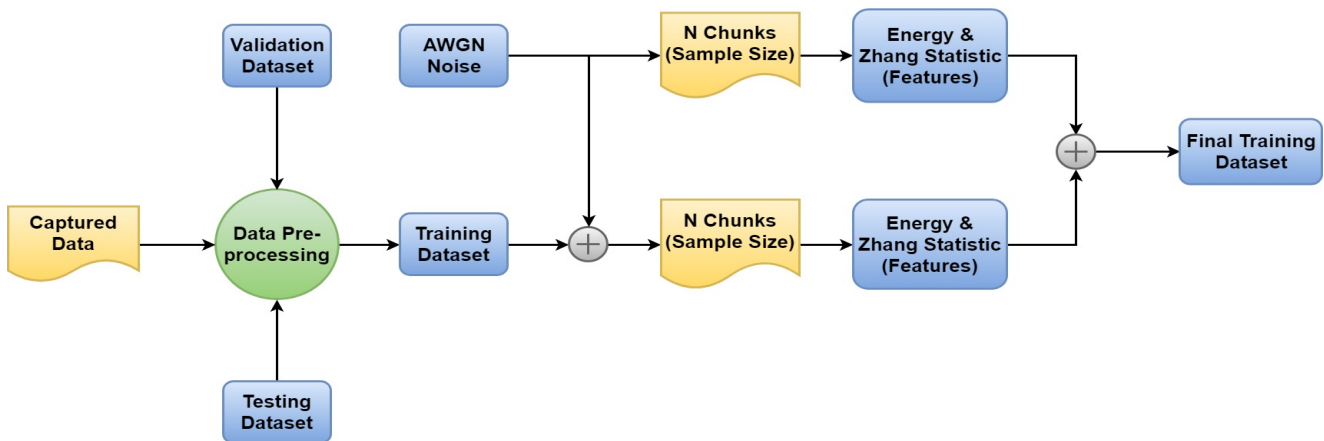 Validation
Dataset
AWGN
Noise
N Chunks
(Sample Size)
Energy &
Zhang Statistic
(Features)
Final Training
Dataset
Captured
Data
Data Pre-
processing
Training
Dataset
N Chunks
(Sample Size)
Energy &
Zhang Statistic
(Features)
Testing
Dataset